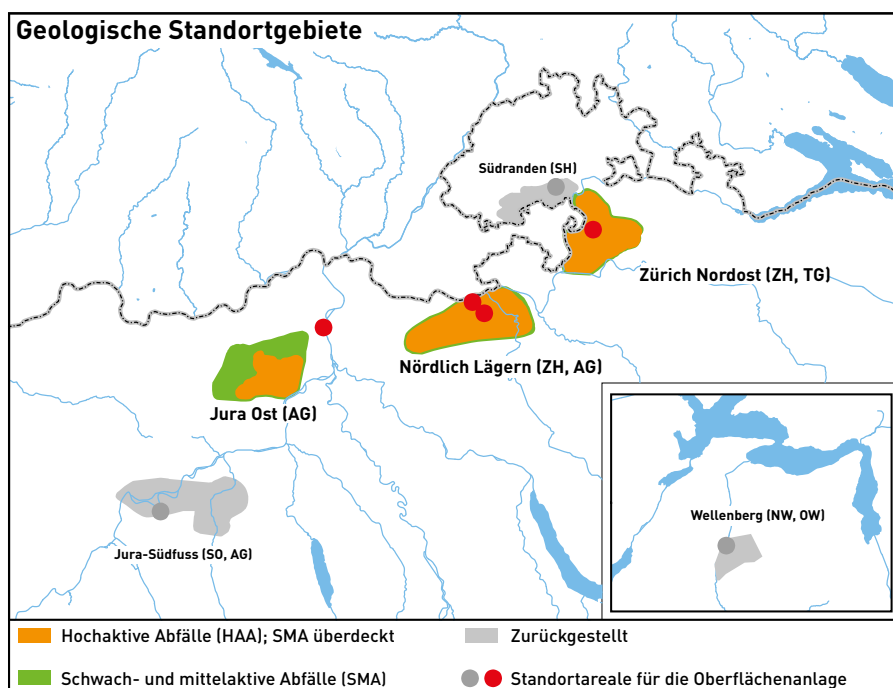 Geologische Standortgebiete
Südranden (SH)
Zürich Nordost (ZH, TG)
Nördlich Lägern (ZH, AG)
Jura Ost (AG)
Wellenberg (NW, OW)
Jura-Südfuss (SO, AG)
Hochaktive Abfälle (HAA); SMA überdeckt
Zurückgestellt
Schwach- und mittelaktive Abfälle (SMA)
Standortareale für die Oberflächenanlage